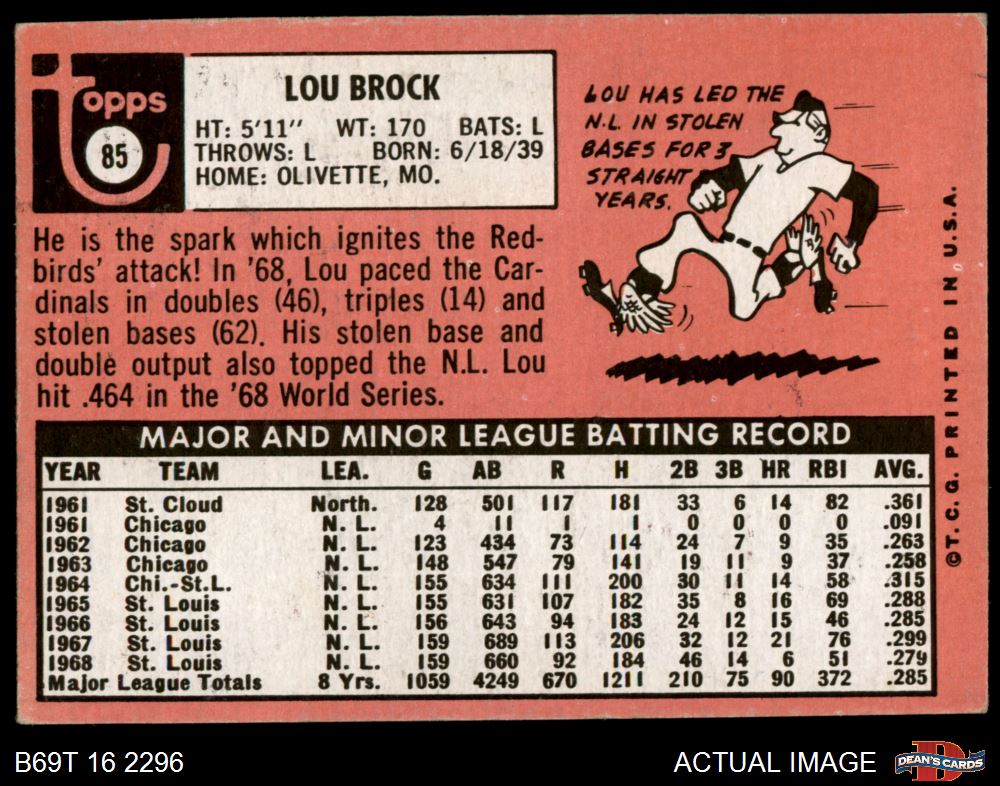 topps
85
LOU BROCK
HT: 5'11" WT: 170 BATS: L
THROWS: L BORN: 6/18/39
HOME: OLIVETTE, MO.
LOU HAS LED THE
N.L. IN STOLEN
BASES FOR 3
STRAIGHT
YEARS.
He is the spark which ignites the Red-
birds' attack! In '68, Lou paced the Car-
dinals in doubles (46), triples (14) and
stolen bases (62). His stolen base and
double output also topped the N.L. Lou
hit .464 in the '68 World Series.
©T.C.G. PRINTED IN U.S.A.
MAJOR AND MINOR LEAGUE BATTING RECORD
YEAR TEAM LEA. G AB R H 2B 3B HR RBI AVG.
1961 St. Cloud North. 128 501 117 181 33 6 14 82 .361
1961 Chicago N. L. 4 11 1 1 0 0 0 0 .091
1962 Chicago N. L. 123 434 73 114 24 7 9 35 .263
1963 Chicago N. L. 148 547 79 141 19 11 9 37 .258
1964 Chi.-St.L. N. L. 155 634 111 200 30 11 14 58 .315
1965 St. Louis N. L. 155 631 107 182 35 8 16 69 .288
1966 St. Louis N. L. 156 643 94 183 24 12 15 46 .285
1967 St. Louis N. L. 159 689 113 206 32 12 21 76 .299
1968 St. Louis N. L. 159 660 92 184 46 14 6 51 .279
Major League Totals 8 Yrs. 1059 4249 670 1211 210 75 90 372 .285
B69T 16 2296
ACTUAL IMAGE
DEAN'S CARDS